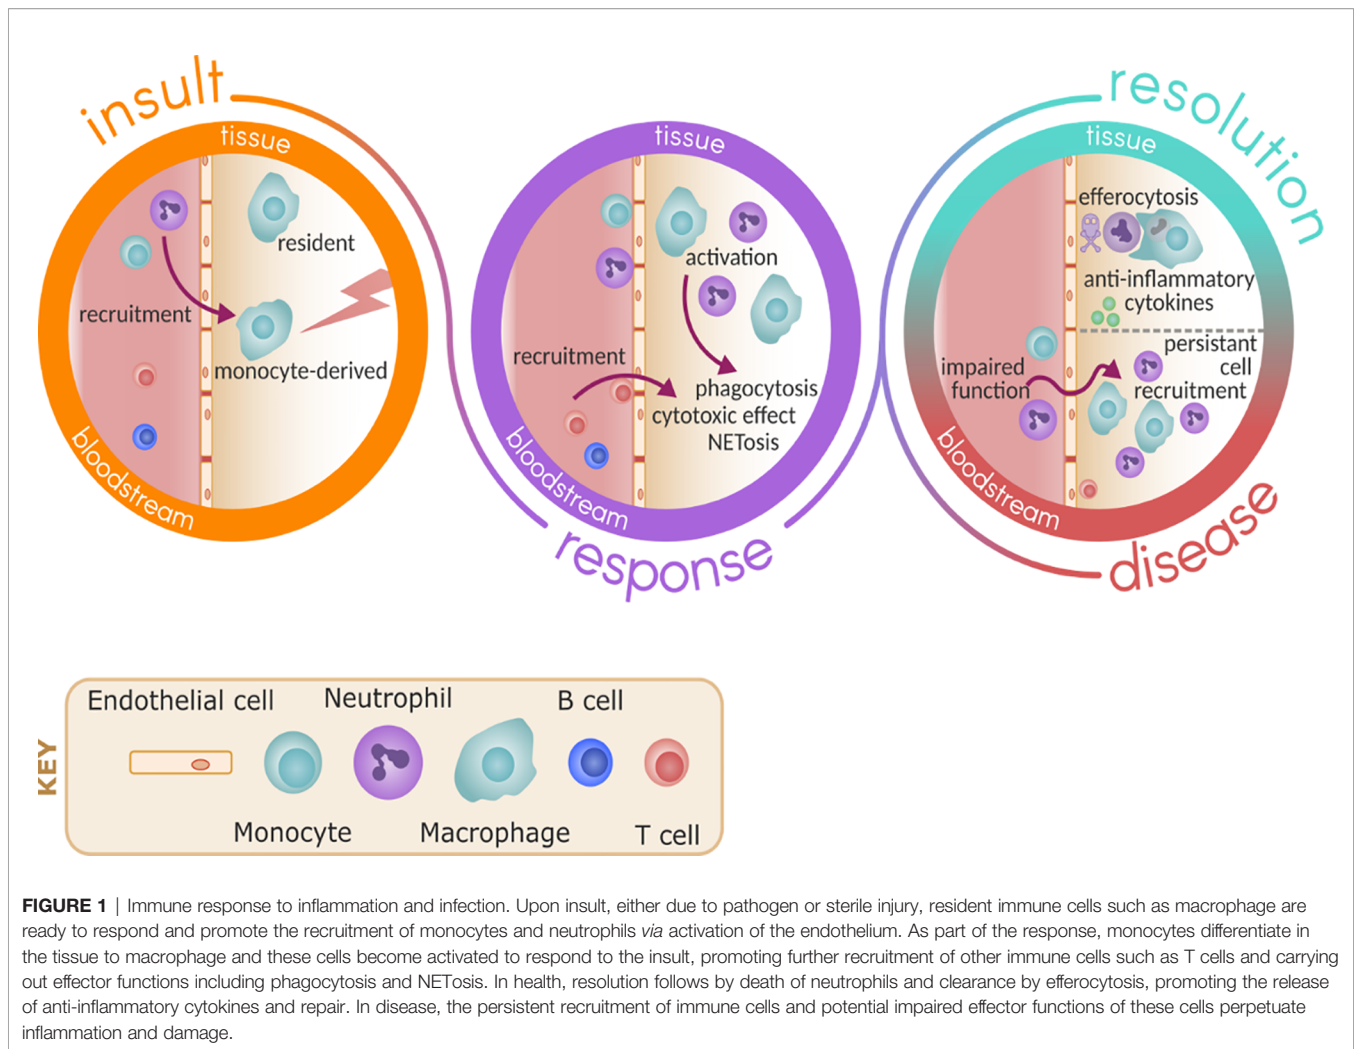 insult
tissue
resident
recruitment
monocyte-derived
bloodstream
tissue
activation
recruitment
phagocytosis
cytotoxic effect
NETosis
bloodstream
response
resolution
tissue
efferocytosis
anti-inflammatory
cytokines
persistant
cell
recruitment
impaired
function
bloodstream
disease
KEY
Endothelial cell
Neutrophil
B cell
Monocyte
Macrophage
T cell
FIGURE 1 | Immune response to inflammation and infection. Upon insult, either due to pathogen or sterile injury, resident immune cells such as macrophage are
ready to respond and promote the recruitment of monocytes and neutrophils via activation of the endothelium. As part of the response, monocytes differentiate in
the tissue to macrophage and these cells become activated to respond to the insult, promoting further recruitment of other immune cells such as T cells and carrying
out effector functions including phagocytosis and NETosis. In health, resolution follows by death of neutrophils and clearance by efferocytosis, promoting the release
of anti-inflammatory cytokines and repair. In disease, the persistent recruitment of immune cells and potential impaired effector functions of these cells perpetuate
inflammation and damage.